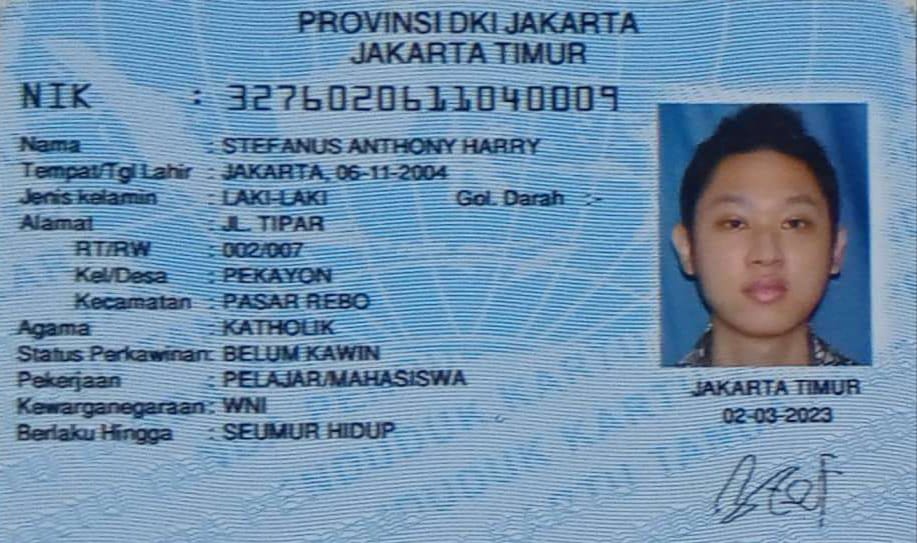 PROVINSI DKI JAKARTA
JAKARTA TIMUR
NIK : 3276020611040009
Nama : STEFANUS ANTHONY HARRY
Tempat/Tgl Lahir : JAKARTA, 06-11-2004
Jenis kelamin : LAKI-LAKI Gol. Darah :-
Alamat : JL. TIPAR
RT/RW : 002/007
Kel/Desa : PEKAYON
Kecamatan : PASAR REBO
Agama : KATHOLIK
Status Perkawinan: BELUM KAWIN
Pekerjaan : PELAJAR/MAHASISWA
Kewarganegaraan: WNI
Berlaku Hingga : SEUMUR HIDUP
JAKARTA TIMUR
02-03-2023